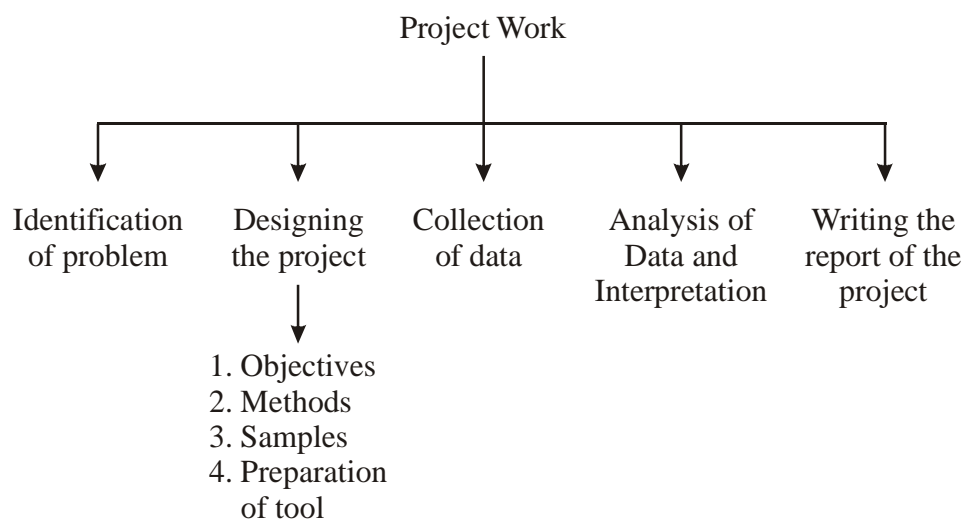 Project Work
Identification
of problem
Designing
the project
Collection
of data
Analysis of
Data and
Interpretation
Writing the
report of the
project
1. Objectives
2. Methods
3. Samples
4. Preparation
of tool